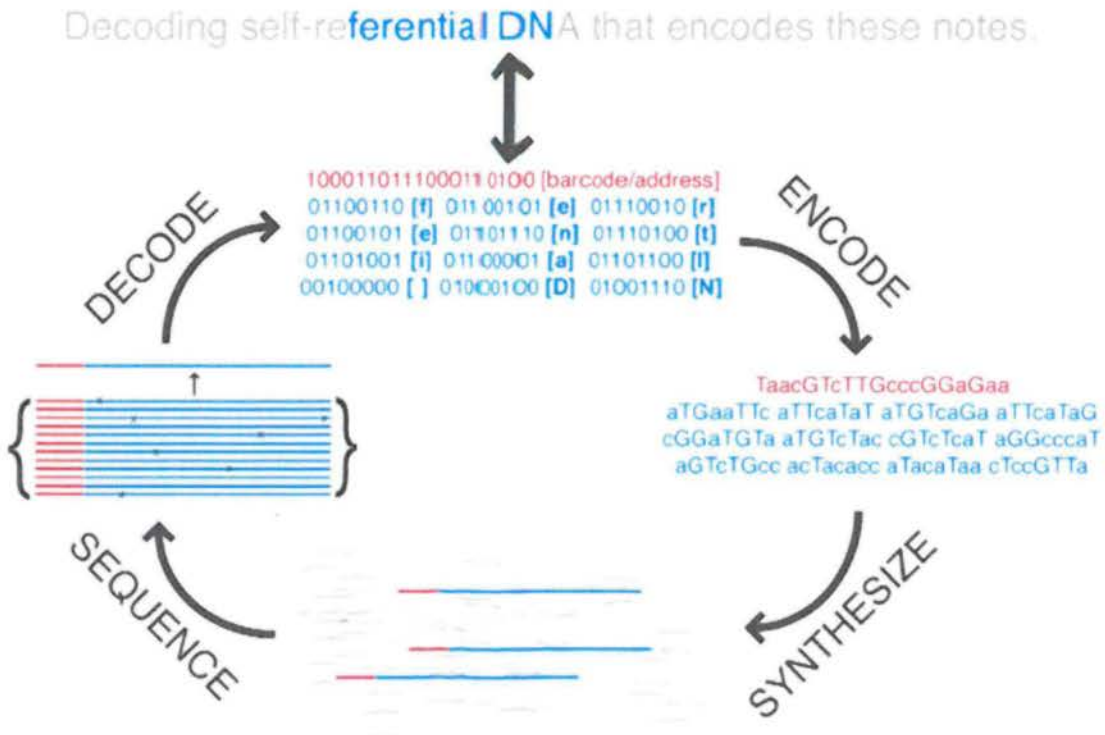 Decoding self-referential DNA that encodes these notes.
1000110111000110100 [barcode/address]
01100110 [f] 01100101 [e] 01110010 [r]
01100101 [e] 01101110 [n] 01110100 [t]
01101001 [i] 01100001 [a] 01101100 [l]
00100000 [ ] 01000100 [D] 01001110 [N]
DECODE
ENCODE
TaacGTcTTGcccGGaGaa
aTGaaTTc aTTcaTaT aTGTcaGa aTTcaTaG
cGGaTGTa aTGTcTac cGTcTcaT aGGcccaT
aGTcTGcc acTacacc aTacaTaa cTccGTTa
SEQUENCE
SYNTHESIZE